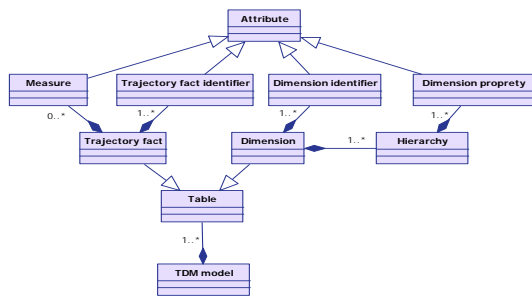 Attribute
Measure
Trajectory fact identifier
Dimension identifier
Dimension proprety
0..*
1..*
1..*
1..*
Trajectory fact
Dimension
1..*
Hierarchy
Table
1..*
TDM model